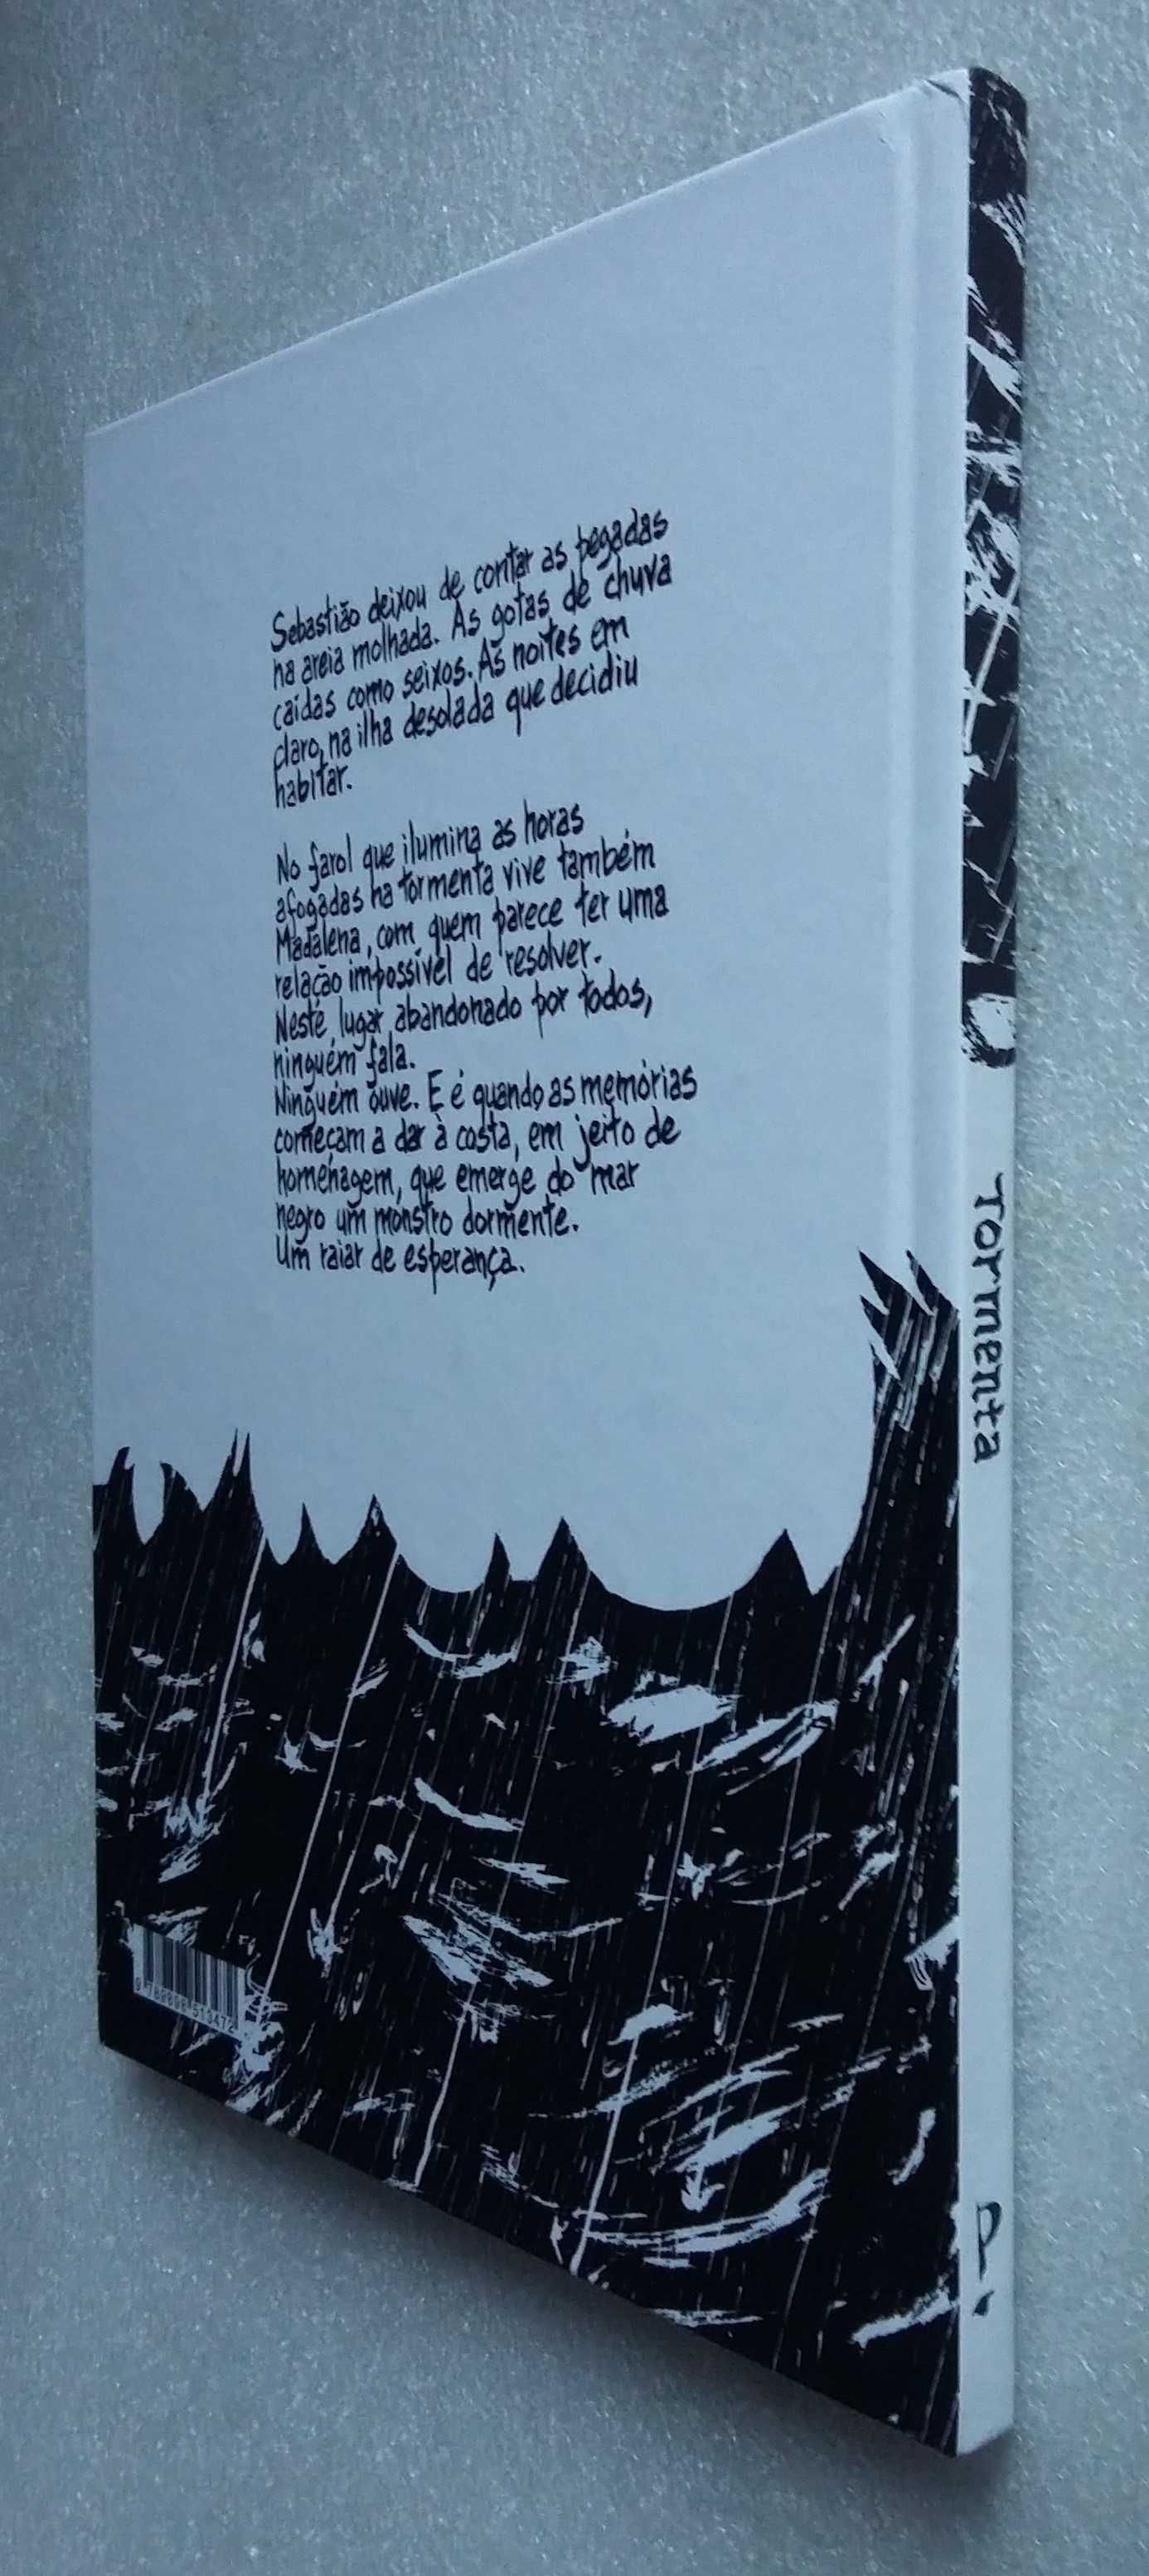 Sebastião deixou de contar as pegadas
na areia molhada. As gotas de chuva
caídas como seixos. As noites em
claro, na ilha desolada que decidiu
habitar.
No farol que ilumina as horas
afogadas na tormenta vive também
Madalena, com quem parece ter uma
relação impossível de resolver.
Neste lugar abandonado por todos,
ninguém fala.
Ninguém ouve. E é quando as memórias
começam a dar à costa, em jeito de
homenagem, que emerge do mar
negro um monstro dormente.
Um raiar de esperança.
Tormenta
P.